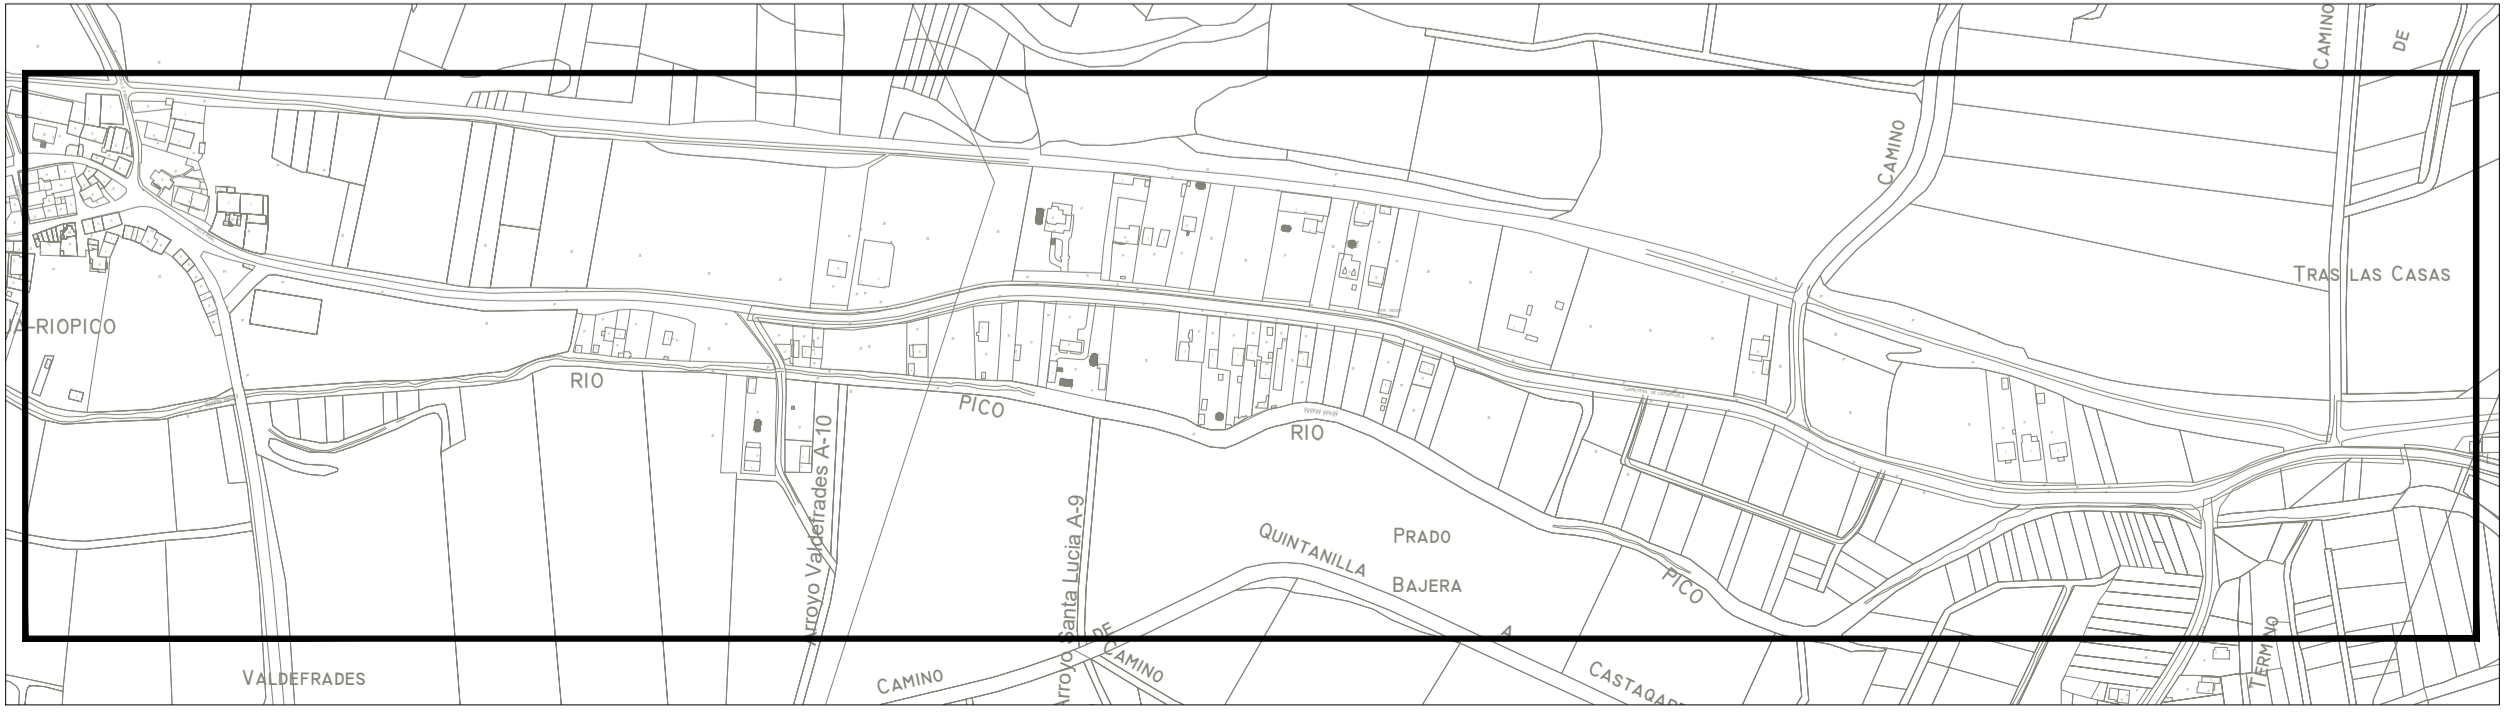 CAMINO
DE
CAMINO
TRAS LAS CASAS
-RIOPICO
RIO
PICO
RIO
Arroyo Valdefrades A-10
Arroyo Santa Lucia A-9
QUINTANILLA
PRADO
BAJERA
PICO
DE
CAMINO
A
CAMINO
VALDEFRADES
CASTAQAR
TERMINO